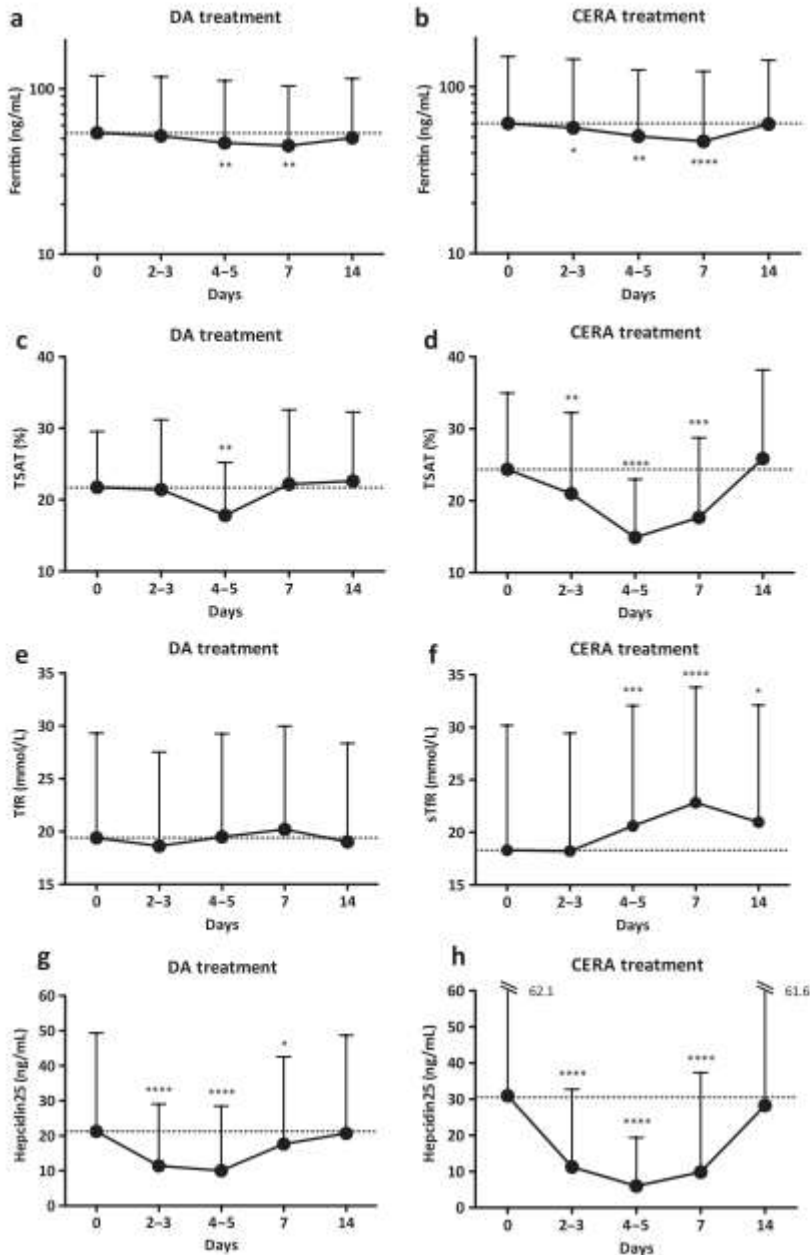 a
DA treatment
Ferritin (ng/mL)
100
10
** **
0 2–3 4–5 7 14
Days
b
CERA treatment
Ferritin (ng/mL)
100
10
* ** ****
0 2–3 4–5 7 14
Days
c
DA treatment
TSAT (%)
40
30
20
10
**
0 2–3 4–5 7 14
Days
d
CERA treatment
TSAT (%)
40
30
20
10
** **** ***
0 2–3 4–5 7 14
Days
e
DA treatment
TfR (mmol/L)
35
30
25
20
15
0 2–3 4–5 7 14
Days
f
CERA treatment
sTfR (mmol/L)
35
30
25
20
15
*** **** *
0 2–3 4–5 7 14
Days
g
DA treatment
Hepcidin25 (ng/mL)
60
50
40
30
20
10
0
**** **** *
0 2–3 4–5 7 14
Days
h
CERA treatment
Hepcidin25 (ng/mL)
60
50
40
30
20
10
0
62.1 61.6
**** **** ****
0 2–3 4–5 7 14
Days